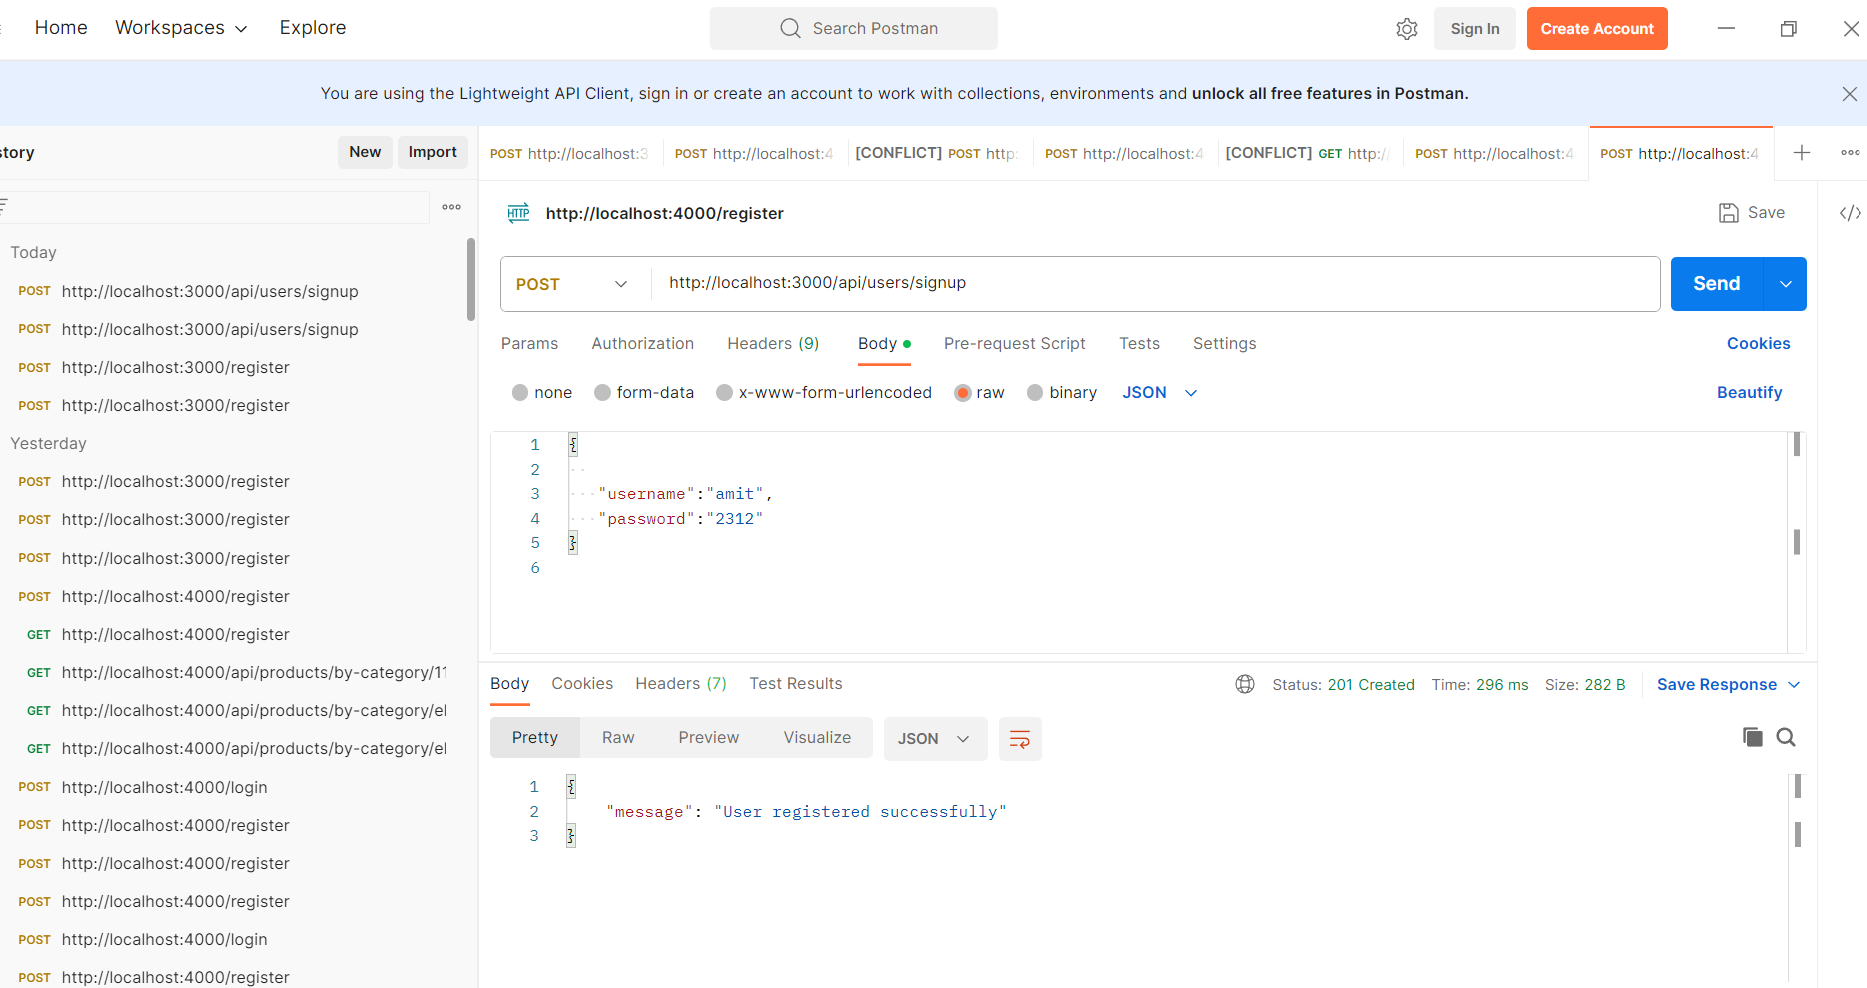 Home Workspaces Explore Search Postman Sign In Create Account
You are using the Lightweight API Client, sign in or create an account to work with collections, environments and unlock all free features in Postman.
story New Import
POST http://localhost:3 POST http://localhost:4 [CONFLICT] POST http: POST http://localhost:4 [CONFLICT] GET http:// POST http://localhost:4 POST http://localhost:4
HTTP http://localhost:4000/register Save
Today
POST http://localhost:3000/api/users/signup
POST http://localhost:3000/api/users/signup
POST http://localhost:3000/register
POST http://localhost:3000/register
Yesterday
POST http://localhost:3000/register
POST http://localhost:3000/register
POST http://localhost:3000/register
POST http://localhost:4000/register
GET http://localhost:4000/register
GET http://localhost:4000/api/products/by-category/11
GET http://localhost:4000/api/products/by-category/el
GET http://localhost:4000/api/products/by-category/el
POST http://localhost:4000/login
POST http://localhost:4000/register
POST http://localhost:4000/register
POST http://localhost:4000/register
POST http://localhost:4000/login
POST http://localhost:4000/register
POST http://localhost:3000/api/users/signup Send
Params Authorization Headers (9) Body Pre-request Script Tests Settings Cookies
none form-data x-www-form-urlencoded raw binary JSON Beautify
1 {
2
3 "username":"amit",
4 "password":"2312"
5 }
6
Body Cookies Headers (7) Test Results Status: 201 Created Time: 296 ms Size: 282 B Save Response
Pretty Raw Preview Visualize JSON
1 {
2 "message": "User registered successfully"
3 }